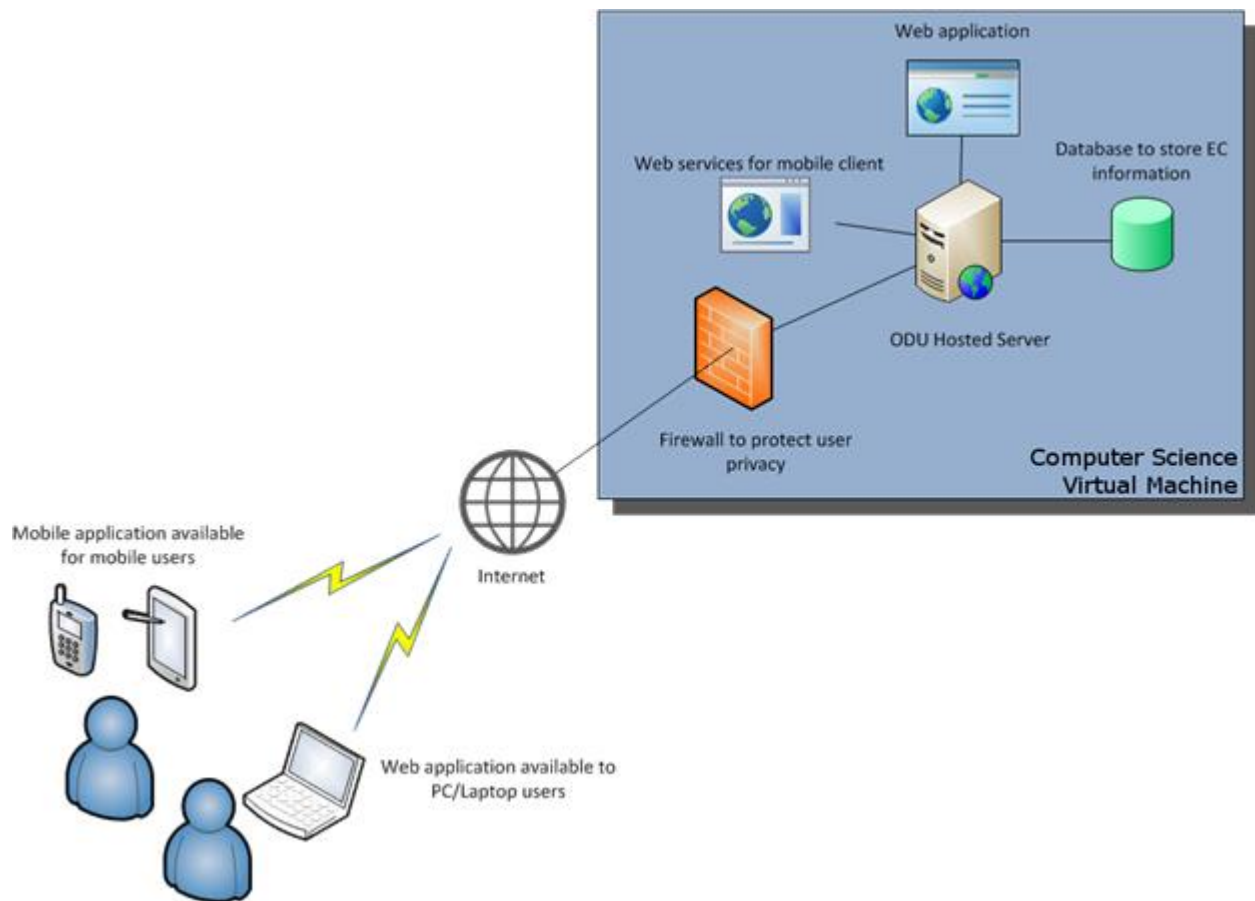 Web application
Web services for mobile client
Database to store EC
information
ODU Hosted Server
Firewall to protect user
privacy
Computer Science
Virtual Machine
Internet
Mobile application available
for mobile users
Web application available to
PC/Laptop users